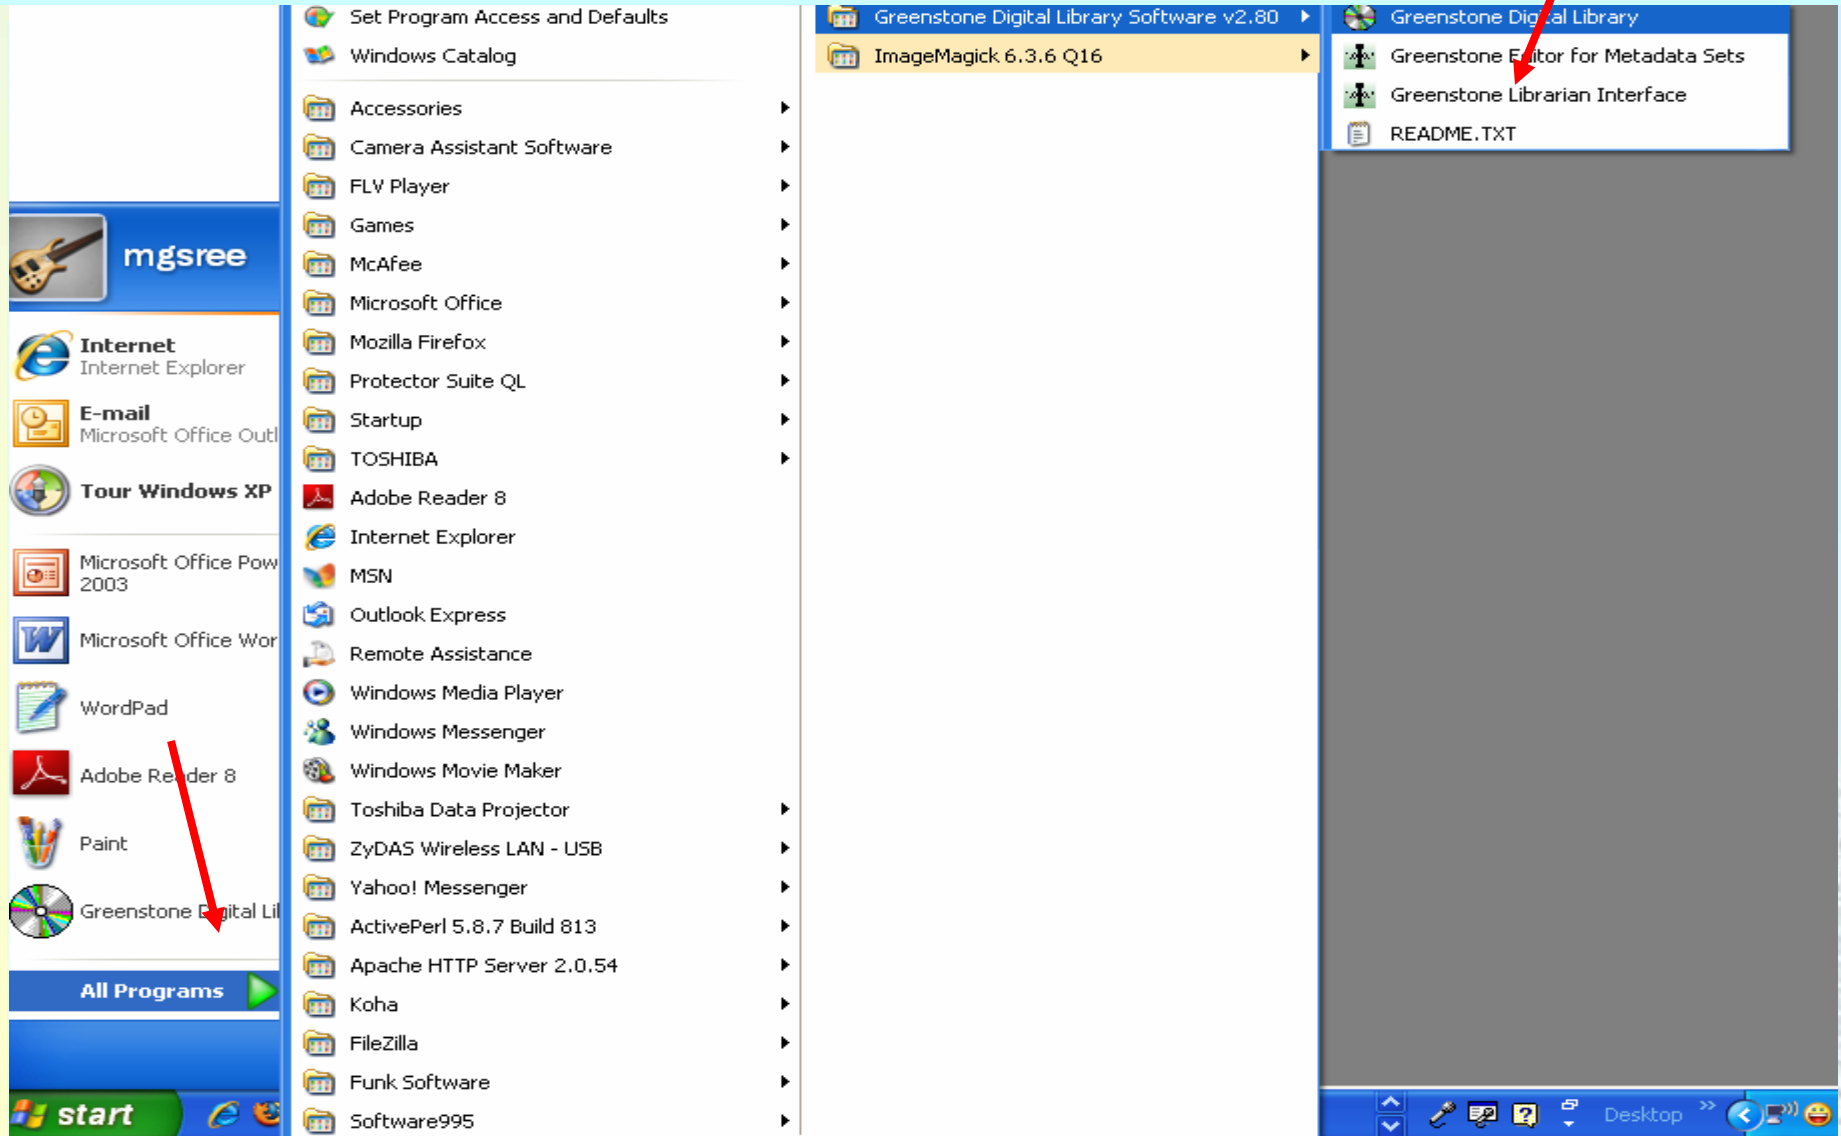 mgsree
Internet
Internet Explorer
E-mail
Microsoft Office Outl
Tour Windows XP
Microsoft Office Pow
2003
Microsoft Office Wor
WordPad
Adobe Reader 8
Paint
Greenstone Digital Lib
All Programs
start
Set Program Access and Defaults
Windows Catalog
Accessories
Camera Assistant Software
FLV Player
Games
McAfee
Microsoft Office
Mozilla Firefox
Protector Suite QL
Startup
TOSHIBA
Adobe Reader 8
Internet Explorer
MSN
Outlook Express
Remote Assistance
Windows Media Player
Windows Messenger
Windows Movie Maker
Toshiba Data Projector
ZyDAS Wireless LAN - USB
Yahoo! Messenger
ActivePerl 5.8.7 Build 813
Apache HTTP Server 2.0.54
Koha
FileZilla
Funk Software
Software995
Greenstone Digital Library Software v2.80
ImageMagick 6.3.6 Q16
Greenstone Digital Library
Greenstone Editor for Metadata Sets
Greenstone Librarian Interface
README.TXT
Desktop